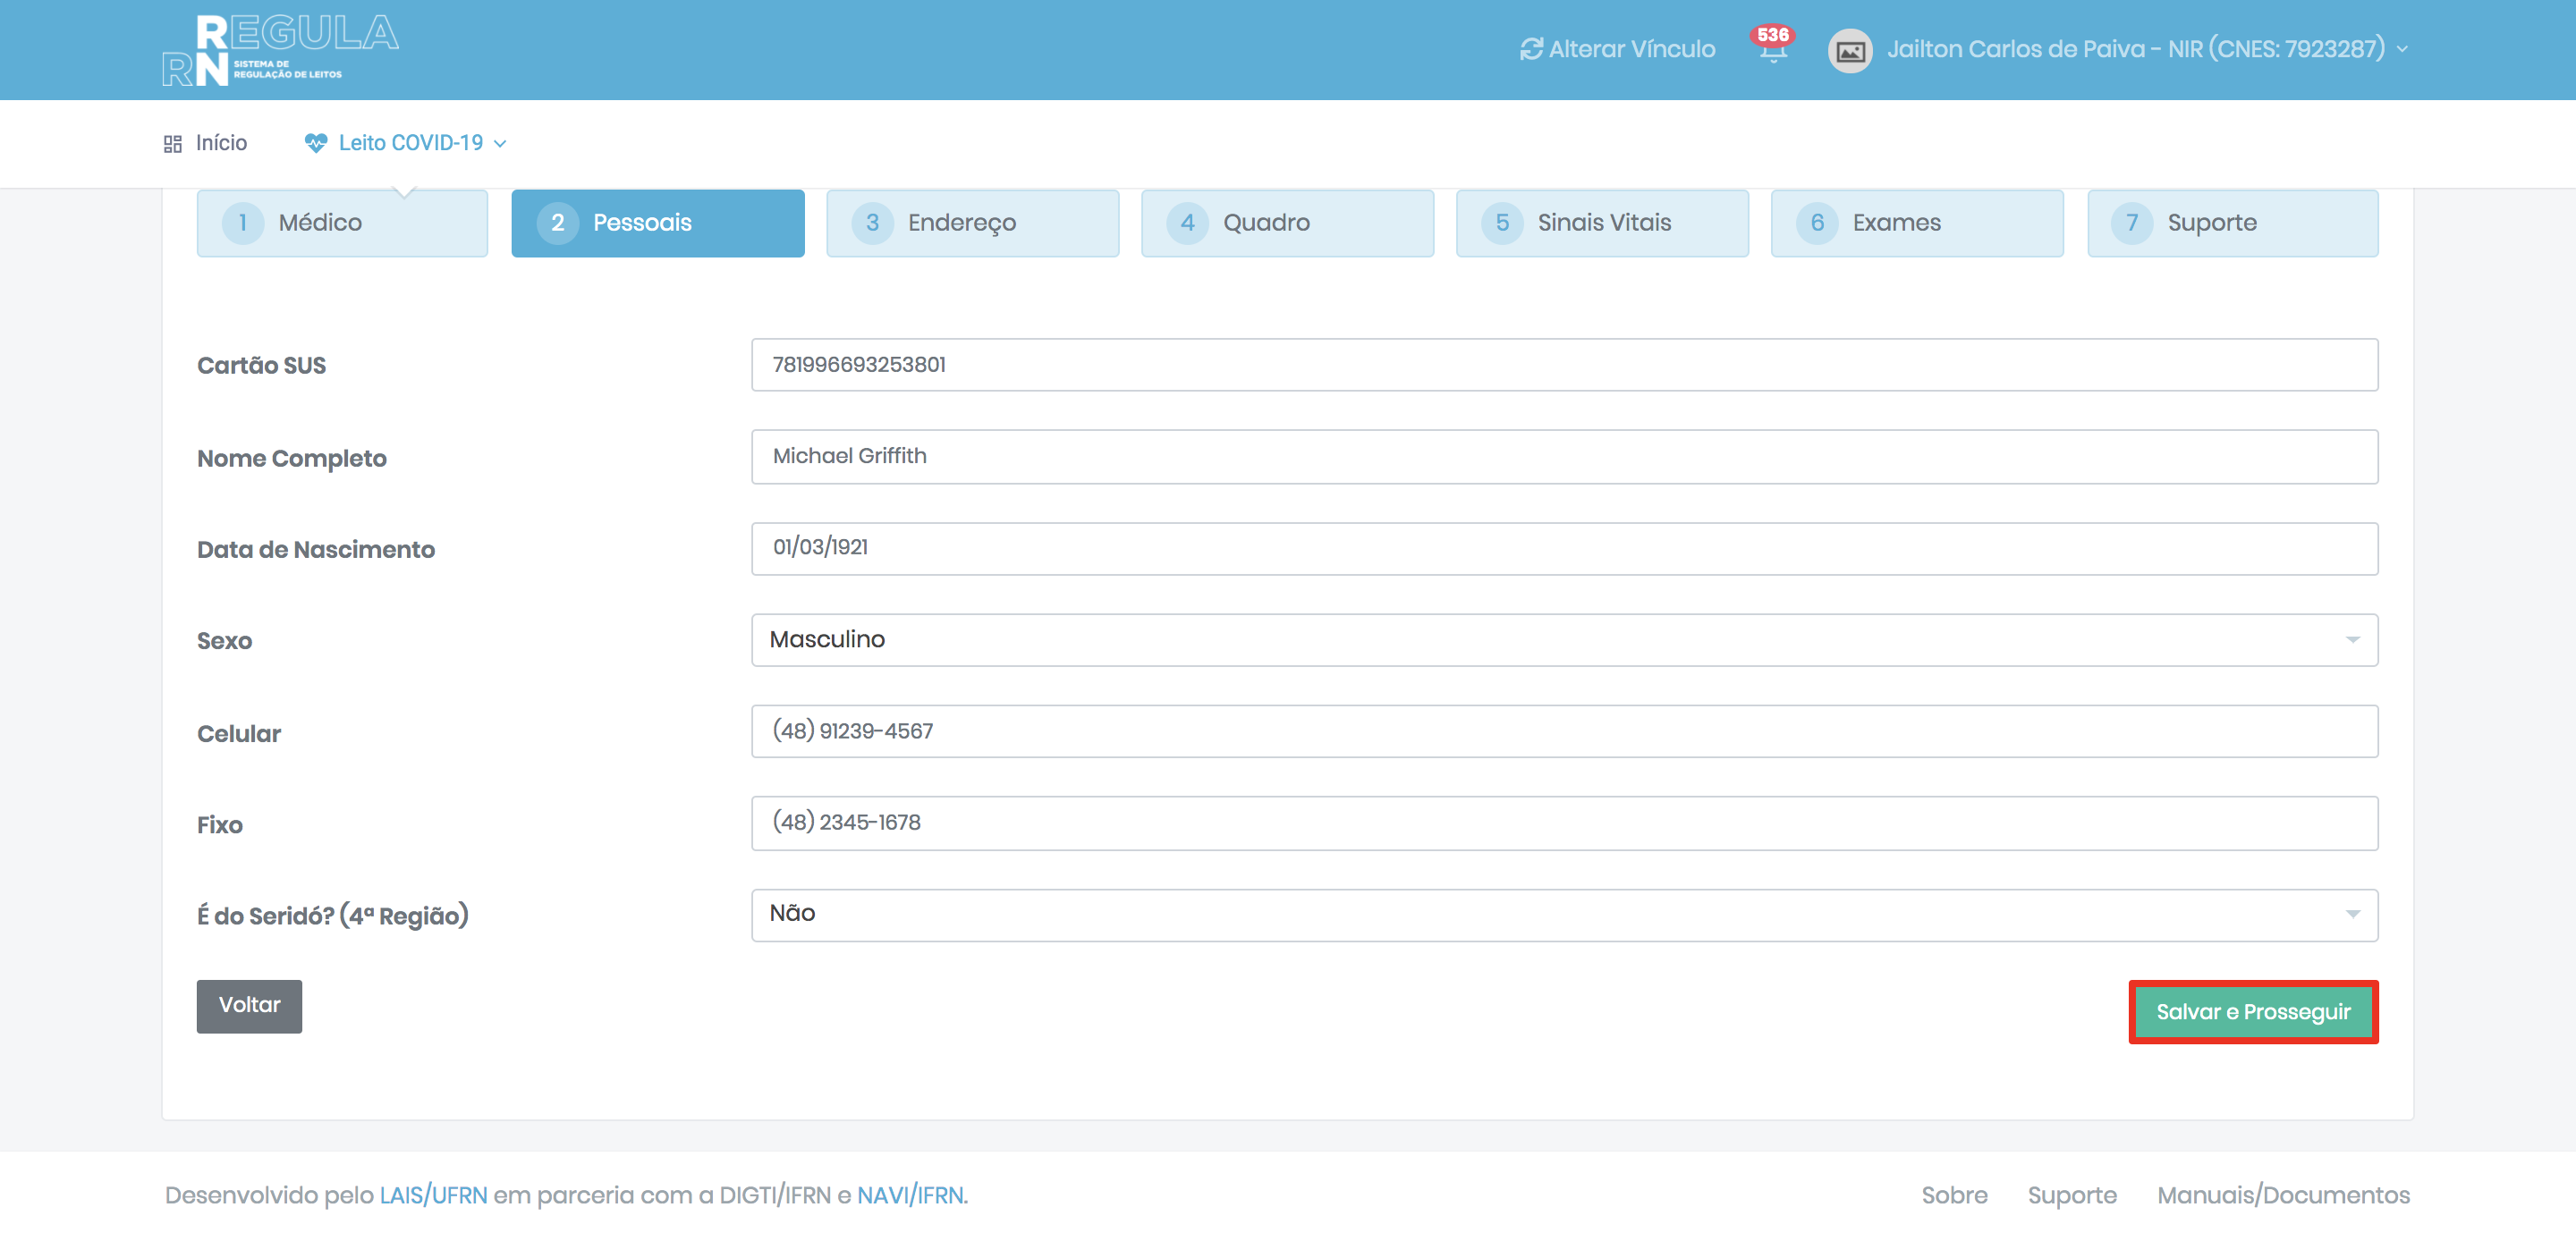 REGULA
RN SISTEMA DE
REGULAÇÃO DE LEITOS
Alterar Vínculo
536
Jailton Carlos de Paiva - NIR (CNES: 7923287)
Início
Leito COVID-19
1 Médico
2 Pessoais
3 Endereço
4 Quadro
5 Sinais Vitais
6 Exames
7 Suporte
Cartão SUS
781996693253801
Nome Completo
Michael Griffith
Data de Nascimento
01/03/1921
Sexo
Masculino
Celular
(48) 91239-4567
Fixo
(48) 2345-1678
É do Seridó? (4ª Região)
Não
Voltar
Salvar e Prosseguir
Desenvolvido pelo LAIS/UFRN em parceria com a DIGTI/IFRN e NAVI/IFRN.
Sobre
Suporte
Manuais/Documentos